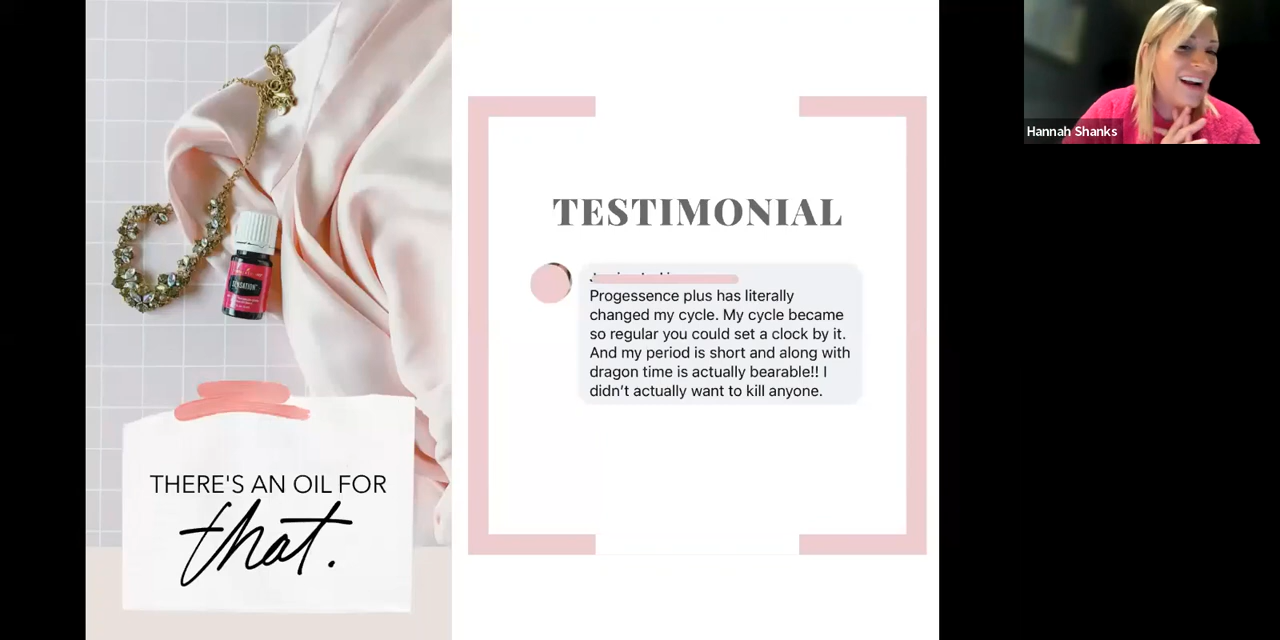 SENSATION
THERE'S AN OIL FOR
that.
TESTIMONIAL
Progessence plus has literally
changed my cycle. My cycle became
so regular you could set a clock by it.
And my period is short and along with
dragon time is actually bearable!! I
didn't actually want to kill anyone.
Hannah Shanks